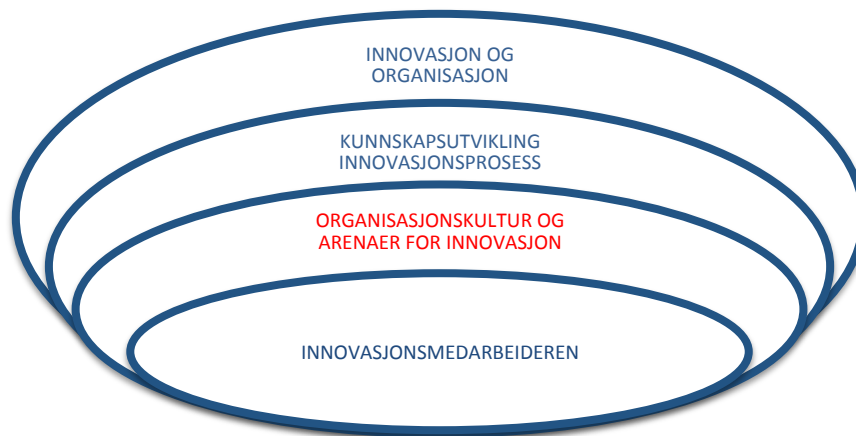 INNOVASJON OG
ORGANISASJON
KUNNSKAPSUTVIKLING
INNOVASJONSPROSESS
ORGANISASJONSKULTUR OG
ARENAER FOR INNOVASJON
INNOVASJONSMEDARBEIDEREN